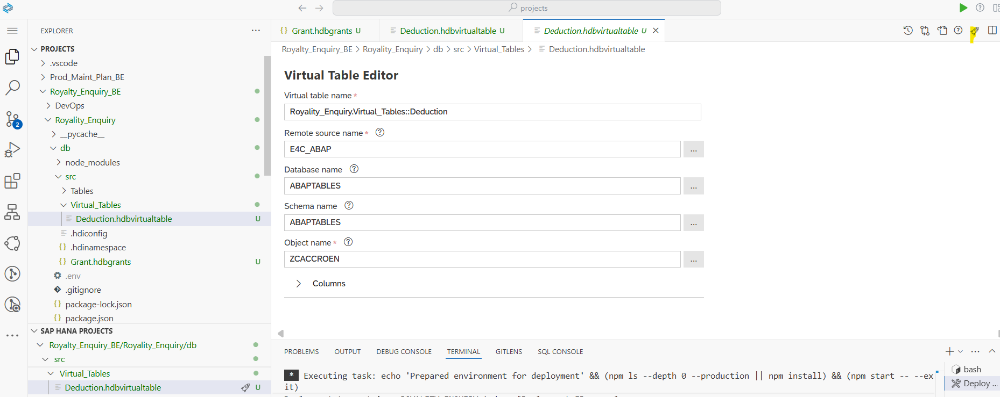 projects
EXPLORER
PROJECTS
.vscode
Prod_Maint_Plan_BE
Royalty_Enquiry_BE
DevOps
Royality_Enquiry
__pycache__
db
node_modules
src
Tables
Virtual_Tables
Deduction.hdbvirtualtable U
.hdiconfig
{} .hdinamespace
{} Grant.hdbgrants U
.env
.gitignore
{} package-lock.json
{} package.json
SAP HANA PROJECTS
Royalty_Enquiry_BE/Royality_Enquiry/db
src
Virtual_Tables
Deduction.hdbvirtualtable U
2
{} Grant.hdbgrants U Deduction.hdbvirtualtable U Deduction.hdbvirtualtable U
Royalty_Enquiry_BE > Royality_Enquiry > db > src > Virtual_Tables > Deduction.hdbvirtualtable
Virtual Table Editor
Virtual table name *
Royality_Enquiry.Virtual_Tables::Deduction
Remote source name *
E4C_ABAP ...
Database name
ABAPTABLES ...
Schema name
ABAPTABLES ...
Object name *
ZCACCROEN ...
Columns
PROBLEMS OUTPUT DEBUG CONSOLE TERMINAL GITLENS SQL CONSOLE
* Executing task: echo 'Prepared environment for deployment' && (npm ls --depth 0 --production || npm install) && (npm start -- --ex
it)
bash
Deploy ...